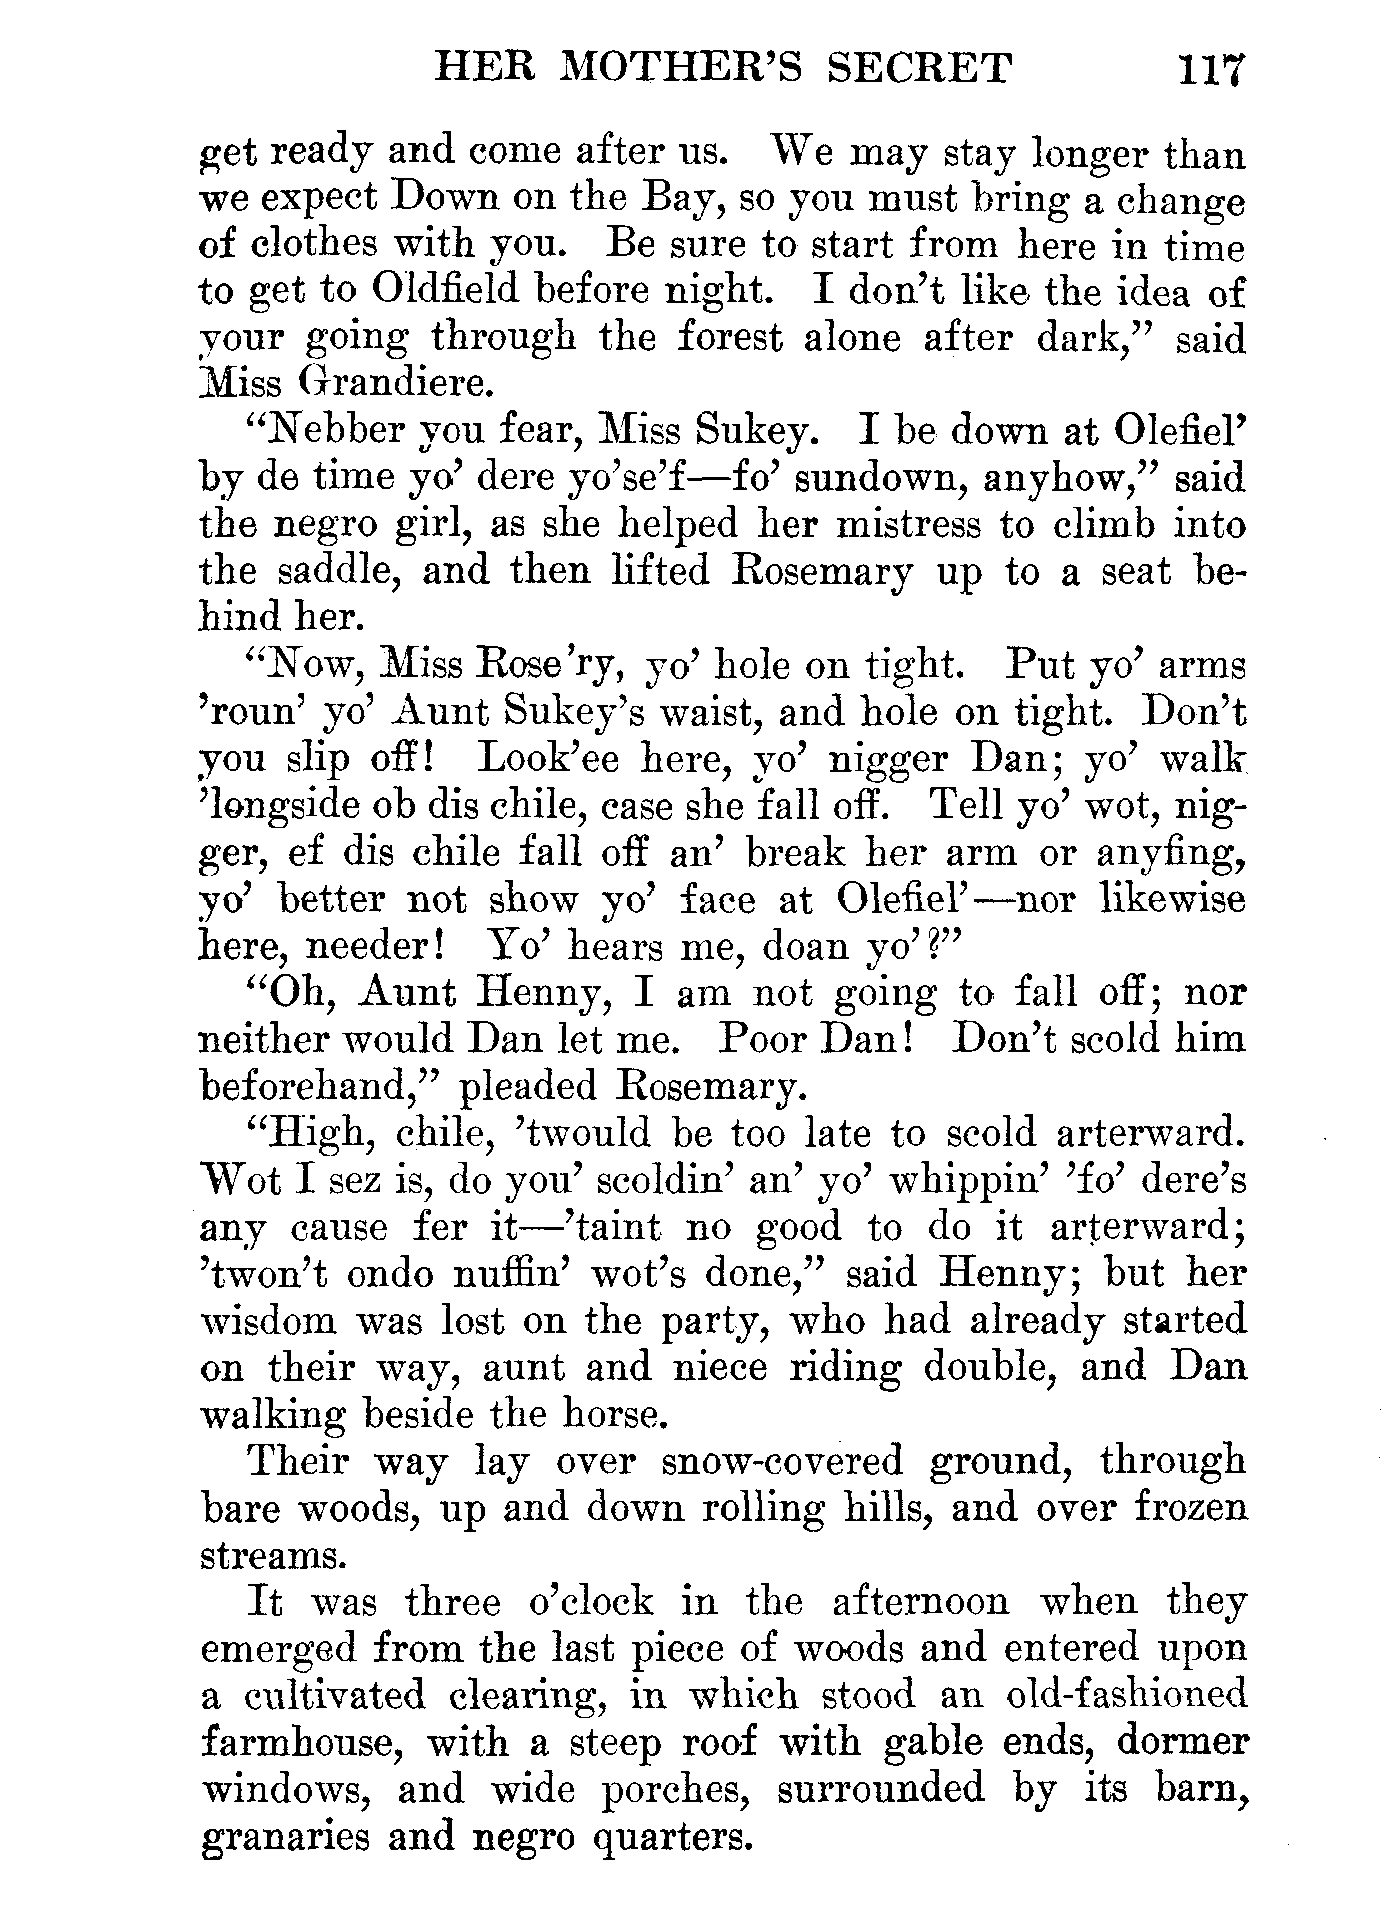 HER MOTHER'S SECRET 117
get ready and come after us. We may stay longer than
we expect Down on the Bay, so you must bring a change
of clothes with you. Be sure to start from here in time
to get to Oldfield before night. I don't like the idea of
your going through the forest alone after dark," said
Miss Grandiere.
"Nebber you fear, Miss Sukey. I be down at Olefiel'
by de time yo' dere yo'se'f—fo' sundown, anyhow," said
the negro girl, as she helped her mistress to climb into
the saddle, and then lifted Rosemary up to a seat be-
hind her.
"Now, Miss Rose'ry, yo' hole on tight. Put yo' arms
'roun' yo' Aunt Sukey's waist, and hole on tight. Don't
you slip off! Look'ee here, yo' nigger Dan; yo' walk
'longside ob dis chile, case she fall off. Tell yo' wot, nig-
ger, ef dis chile fall off an' break her arm or anyfing,
yo' better not show yo' face at Olefiel'—nor likewise
here, needer! Yo' hears me, doan yo'?"
"Oh, Aunt Henny, I am not going to fall off; nor
neither would Dan let me. Poor Dan! Don't scold him
beforehand," pleaded Rosemary.
"High, chile, 'twould be too late to scold arterward.
Wot I sez is, do you' scoldin' an' yo' whippin' 'fo' dere's
any cause fer it—'taint no good to do it arterward;
'twon't ondo nuffin' wot's done," said Henny; but her
wisdom was lost on the party, who had already started
on their way, aunt and niece riding double, and Dan
walking beside the horse.
Their way lay over snow-covered ground, through
bare woods, up and down rolling hills, and over frozen
streams.
It was three o'clock in the afternoon when they
emerged from the last piece of woods and entered upon
a cultivated clearing, in which stood an old-fashioned
farmhouse, with a steep roof with gable ends, dormer
windows, and wide porches, surrounded by its barn,
granaries and negro quarters.